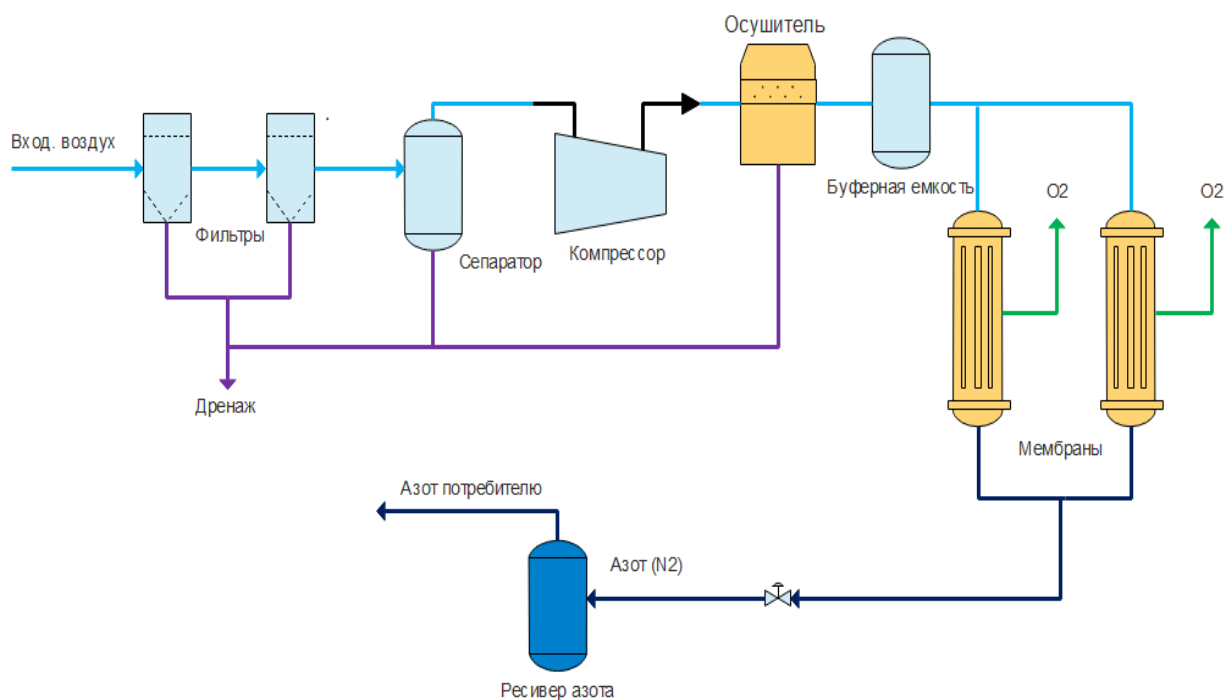 Осушитель
Вход. воздух
Буферная емкость
O2
O2
Фильтры
Сепаратор
Компрессор
Дренаж
Мембраны
Азот потребителю
Азот (N2)
Ресивер азота